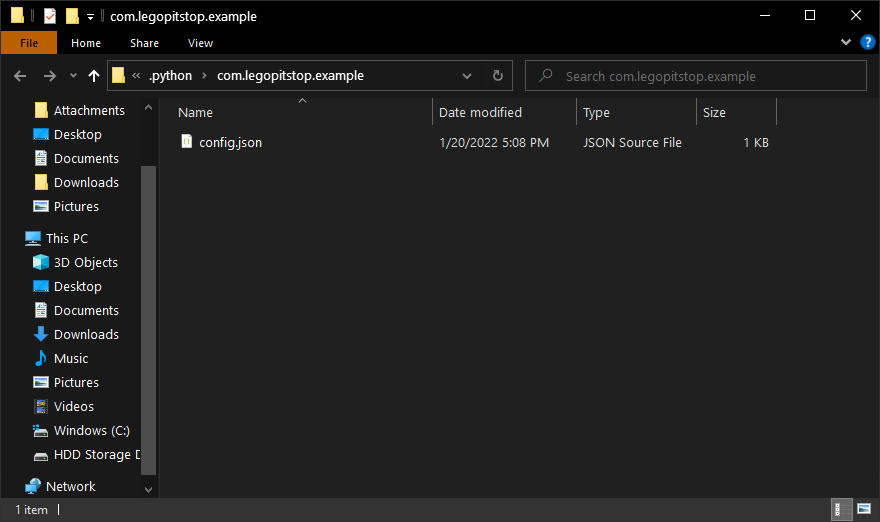 com.legopitstop.example
File Home Share View
.python com.legopitstop.example Search com.legopitstop.example
Name Date modified Type Size
config.json 1/20/2022 5:08 PM JSON Source File 1 KB
Attachments
Desktop
Documents
Downloads
Pictures
This PC
3D Objects
Desktop
Documents
Downloads
Music
Pictures
Videos
Windows (C:)
HDD Storage D
Network
1 item